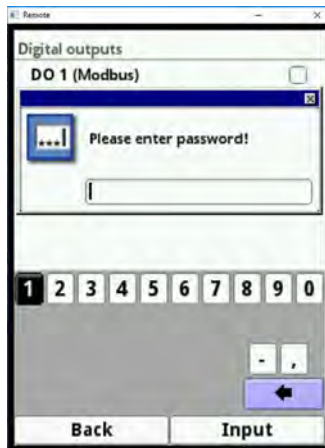 Remote
Digital outputs
DO 1 (Modbus)
...
Please enter password!
1 2 3 4 5 6 7 8 9 0
- ,
Back Input